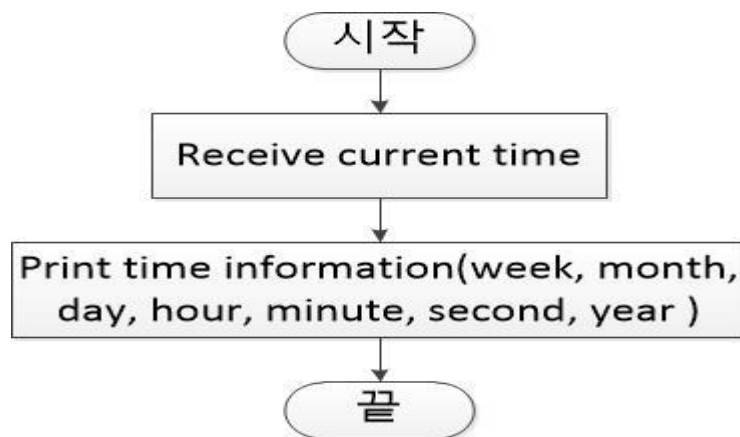 시작
Receive current time
Print time information(week, month,
day, hour, minute, second, year )
끝